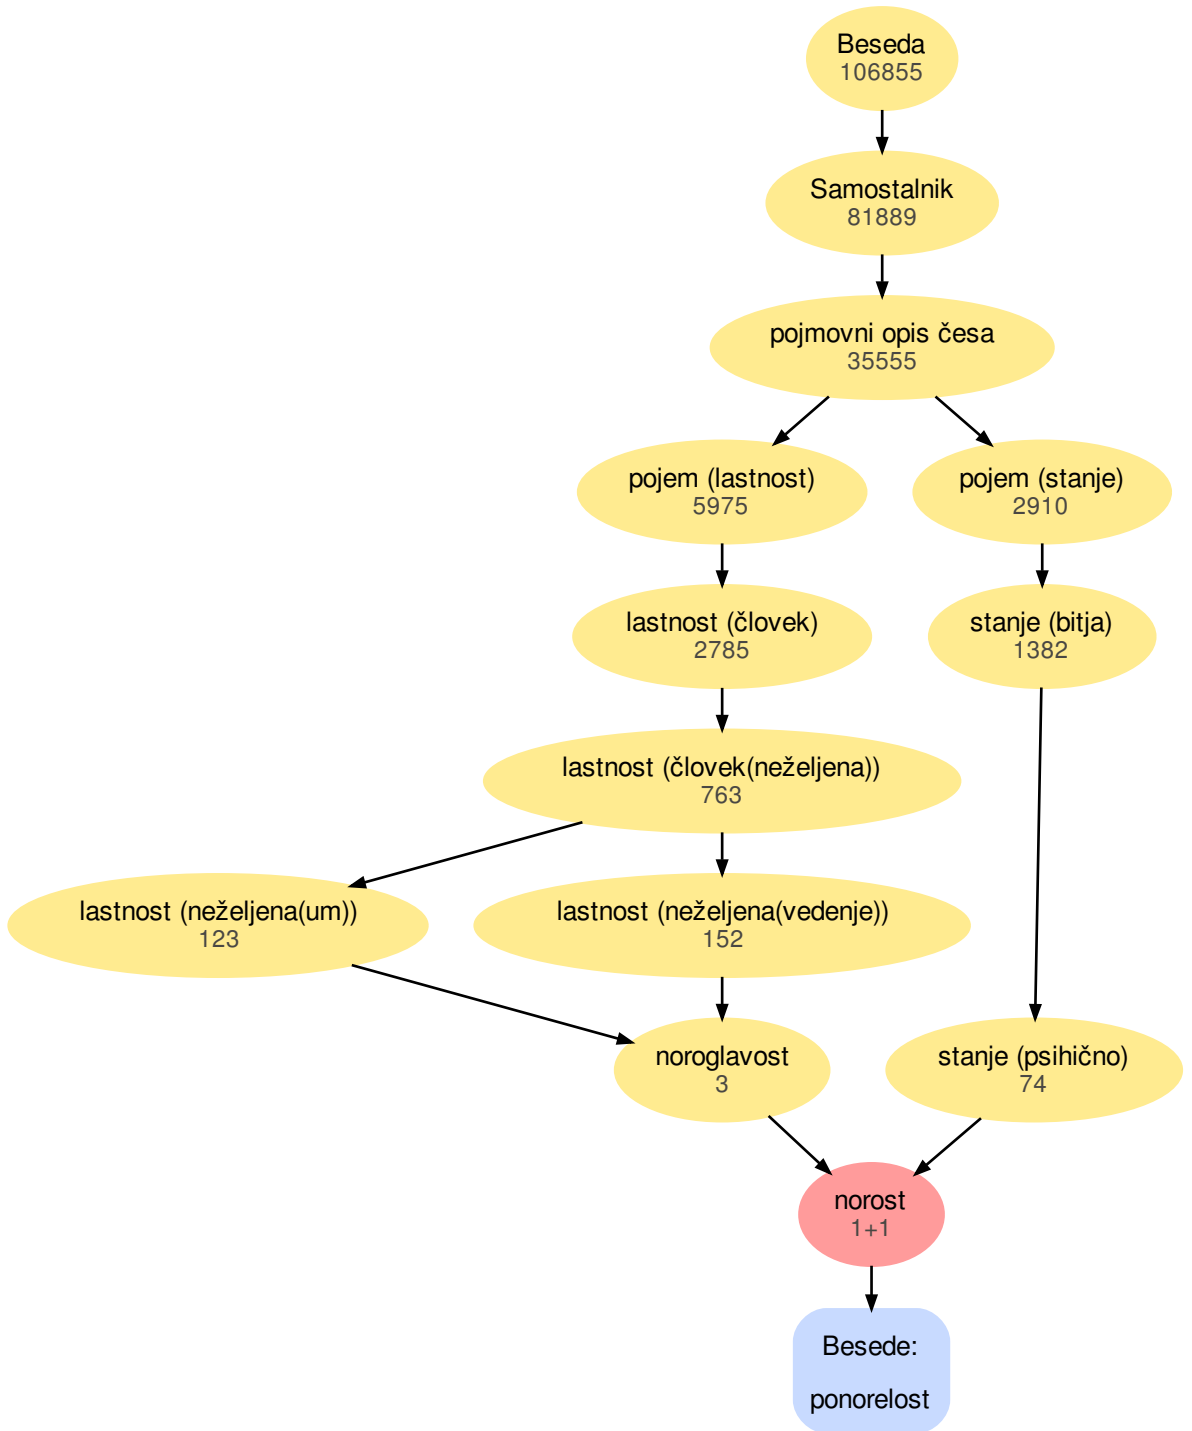 Beseda
106855
Samostalnik
81889
pojmovni opis česa
35555
pojem (lastnost)
5975
pojem (stanje)
2910
lastnost (človek)
2785
stanje (bitja)
1382
lastnost (človek(neželjena))
763
lastnost (neželjena(um))
123
lastnost (neželjena(vedenje))
152
noroglavost
3
stanje (psihično)
74
norost
1+1
Besede:
ponorelost